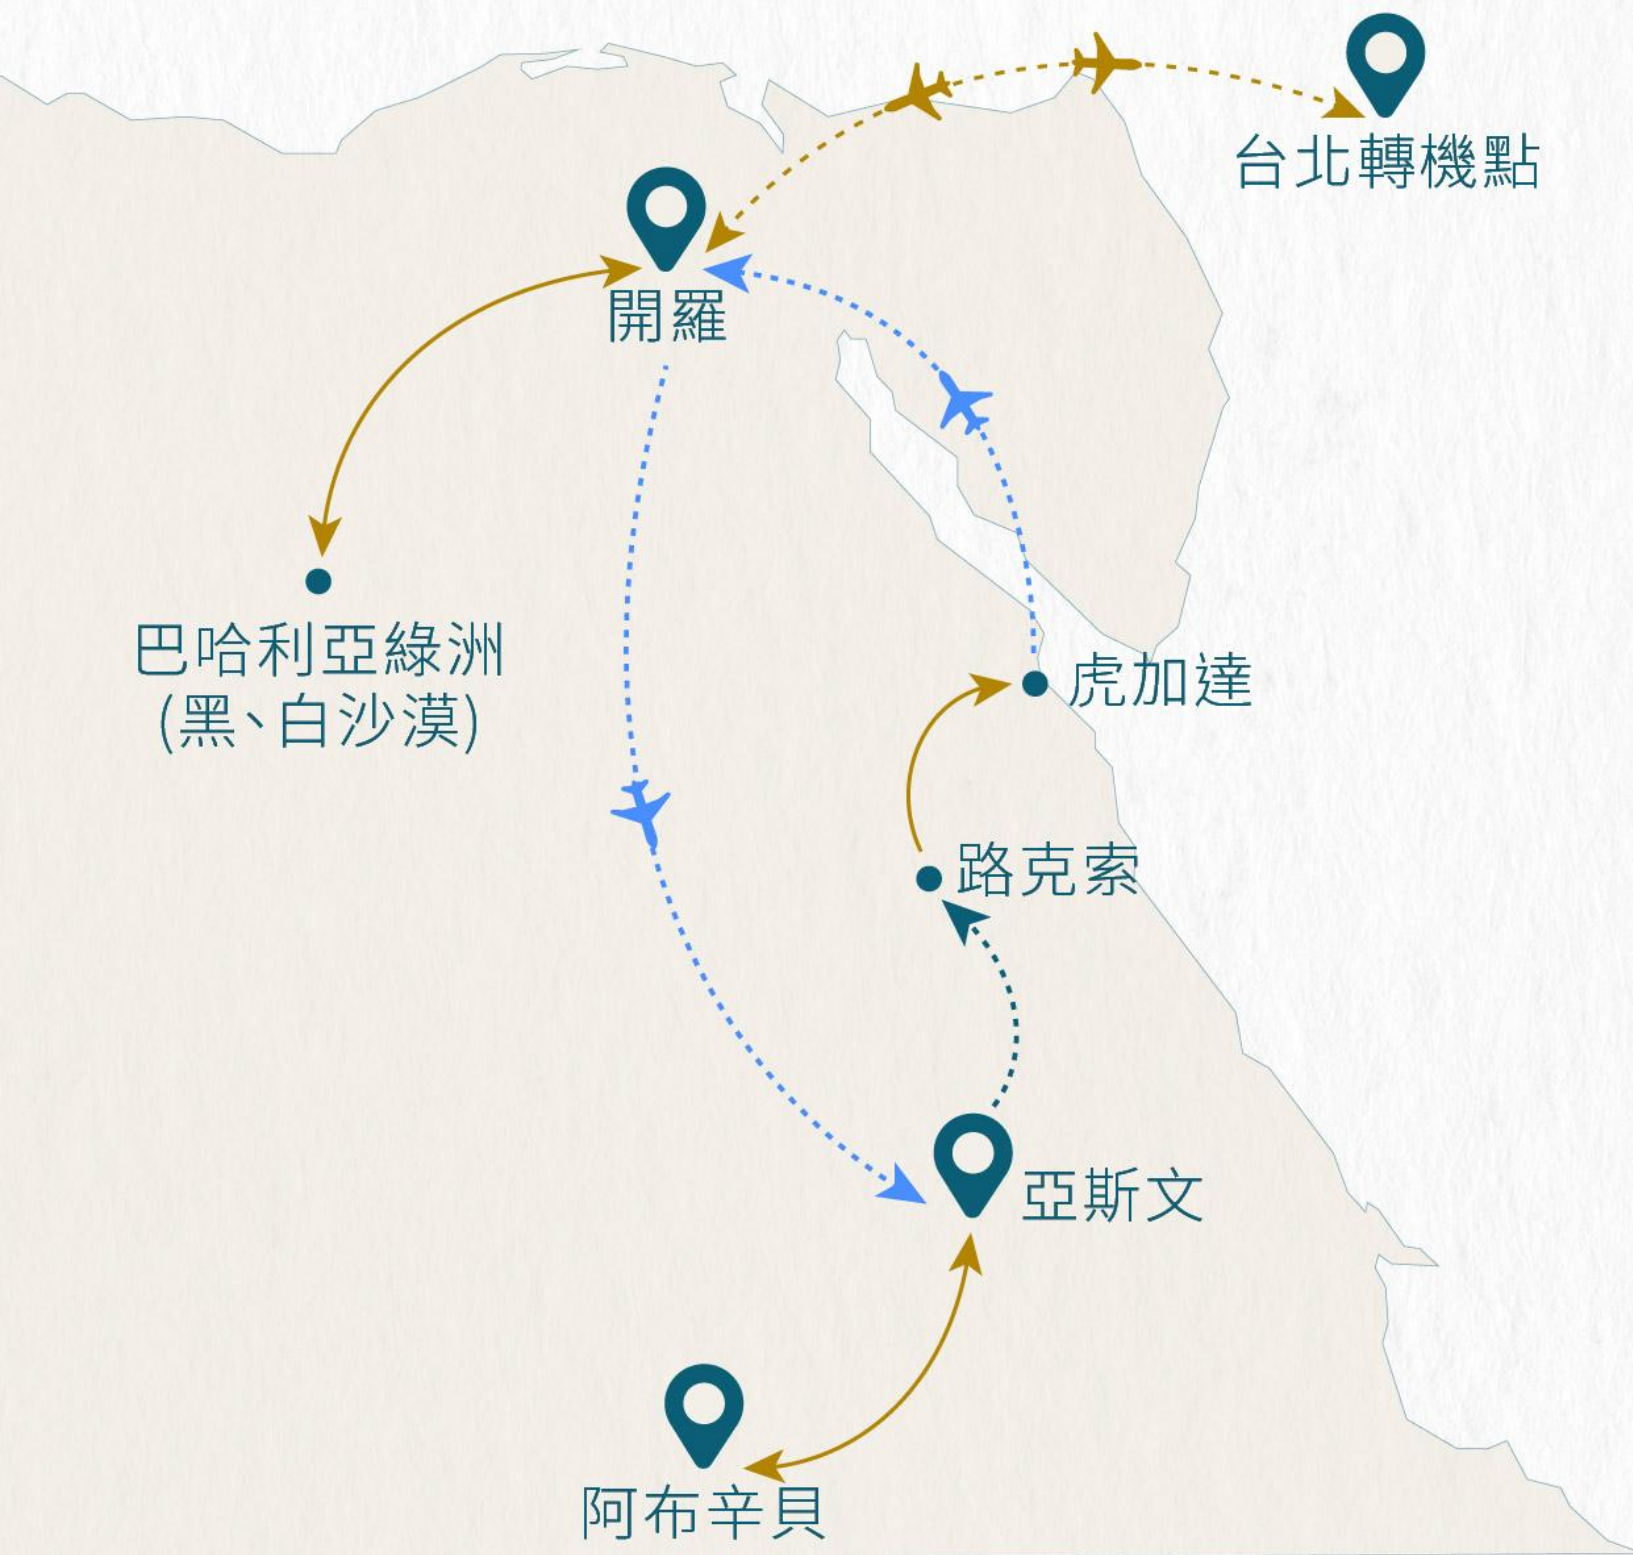 台北轉機點
開羅
巴哈利亞綠洲
(黑、白沙漠)
虎加達
路克索
亞斯文
阿布辛貝